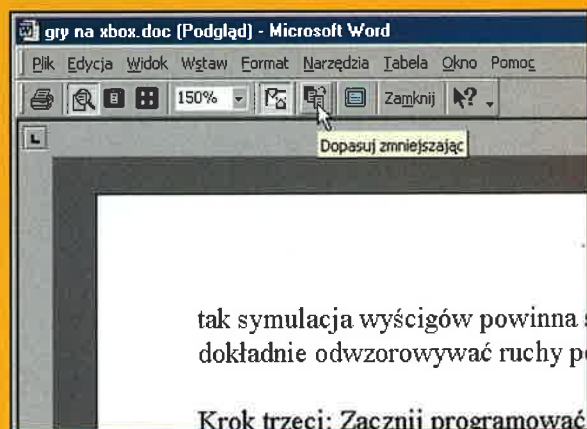 gry na xbox.doc (Podgląd) - Microsoft Word
Plik Edycja Widok Wstaw Format Narzędzia Tabela Okno Pomoc
150% Zamknij
Dopasuj zmniejszając
tak symulacja wyścigów powinna
dokładnie odwzorowywać ruchy
Krok trzeci: Zacznij programować